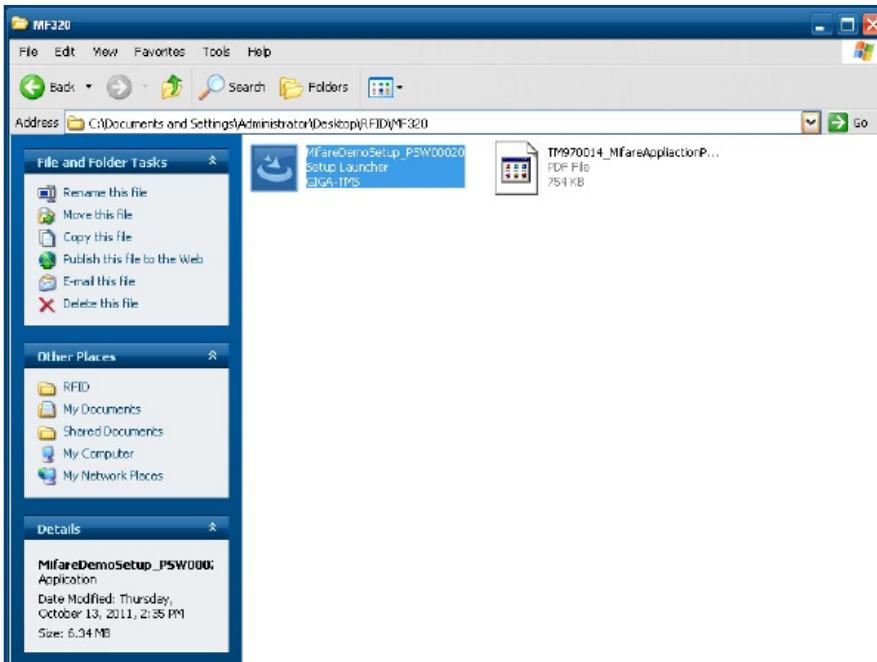 MF320
File Edit View Favorites Tools Help
Back Search Folders
Address C:\Documents and Settings\Administrator\Desktop\RFID\MF320 Go
File and Folder Tasks
Rename this file
Move this file
Copy this file
Publish this file to the Web
E-mail this file
Delete this file
Other Places
RFID
My Documents
Shared Documents
My Computer
My Network Places
Details
MifareDemoSetup_PSW000
Application
Date Modified: Thursday,
October 13, 2011, 2:35 PM
Size: 6.34 MB
MifareDemoSetup_PSW00020
Setup Launcher
GIGA-TMS
TM970014_MifareAppliactionP...
PDF File
754 KB